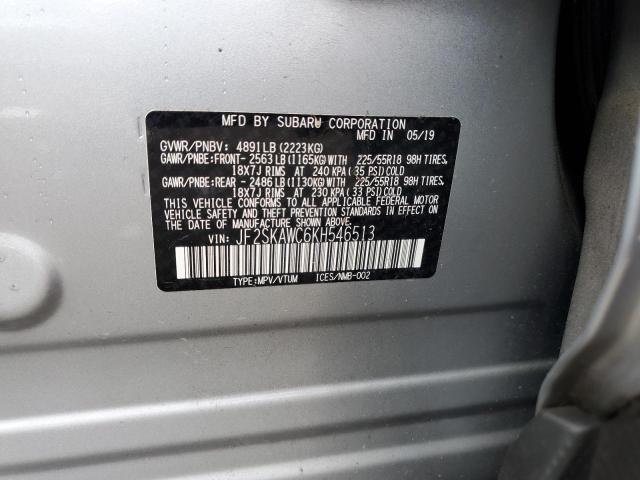 MFD BY SUBARU CORPORATION
MFD IN 05/19
GVWR/PNBV: 4891LB(2223KG)
GAWR/PNBE:FRONT- 2563LB(1165KG)WITH 225/55R18 98H TIRES,
18X7J RIMS AT 240 KPA(35 PSI)COLD
GAWR/PNBE:REAR - 2486LB(1130KG)WITH 225/55R18 98H TIRES,
18X7J RIMS AT 230 KPA(33 PSI)COLD
THIS VEHICLE CONFORMS TO ALL APPLICABLE FEDERAL MOTOR
VEHICLE SAFETY AND THEFT PREVENTION STANDARDS IN EFFECT ON
THE DATE OF MANUFACTURE SHOWN ABOVE.
VIN: JF2SKAWC6KH546513
TYPE:MPV/VTUM ICES/NMB-002